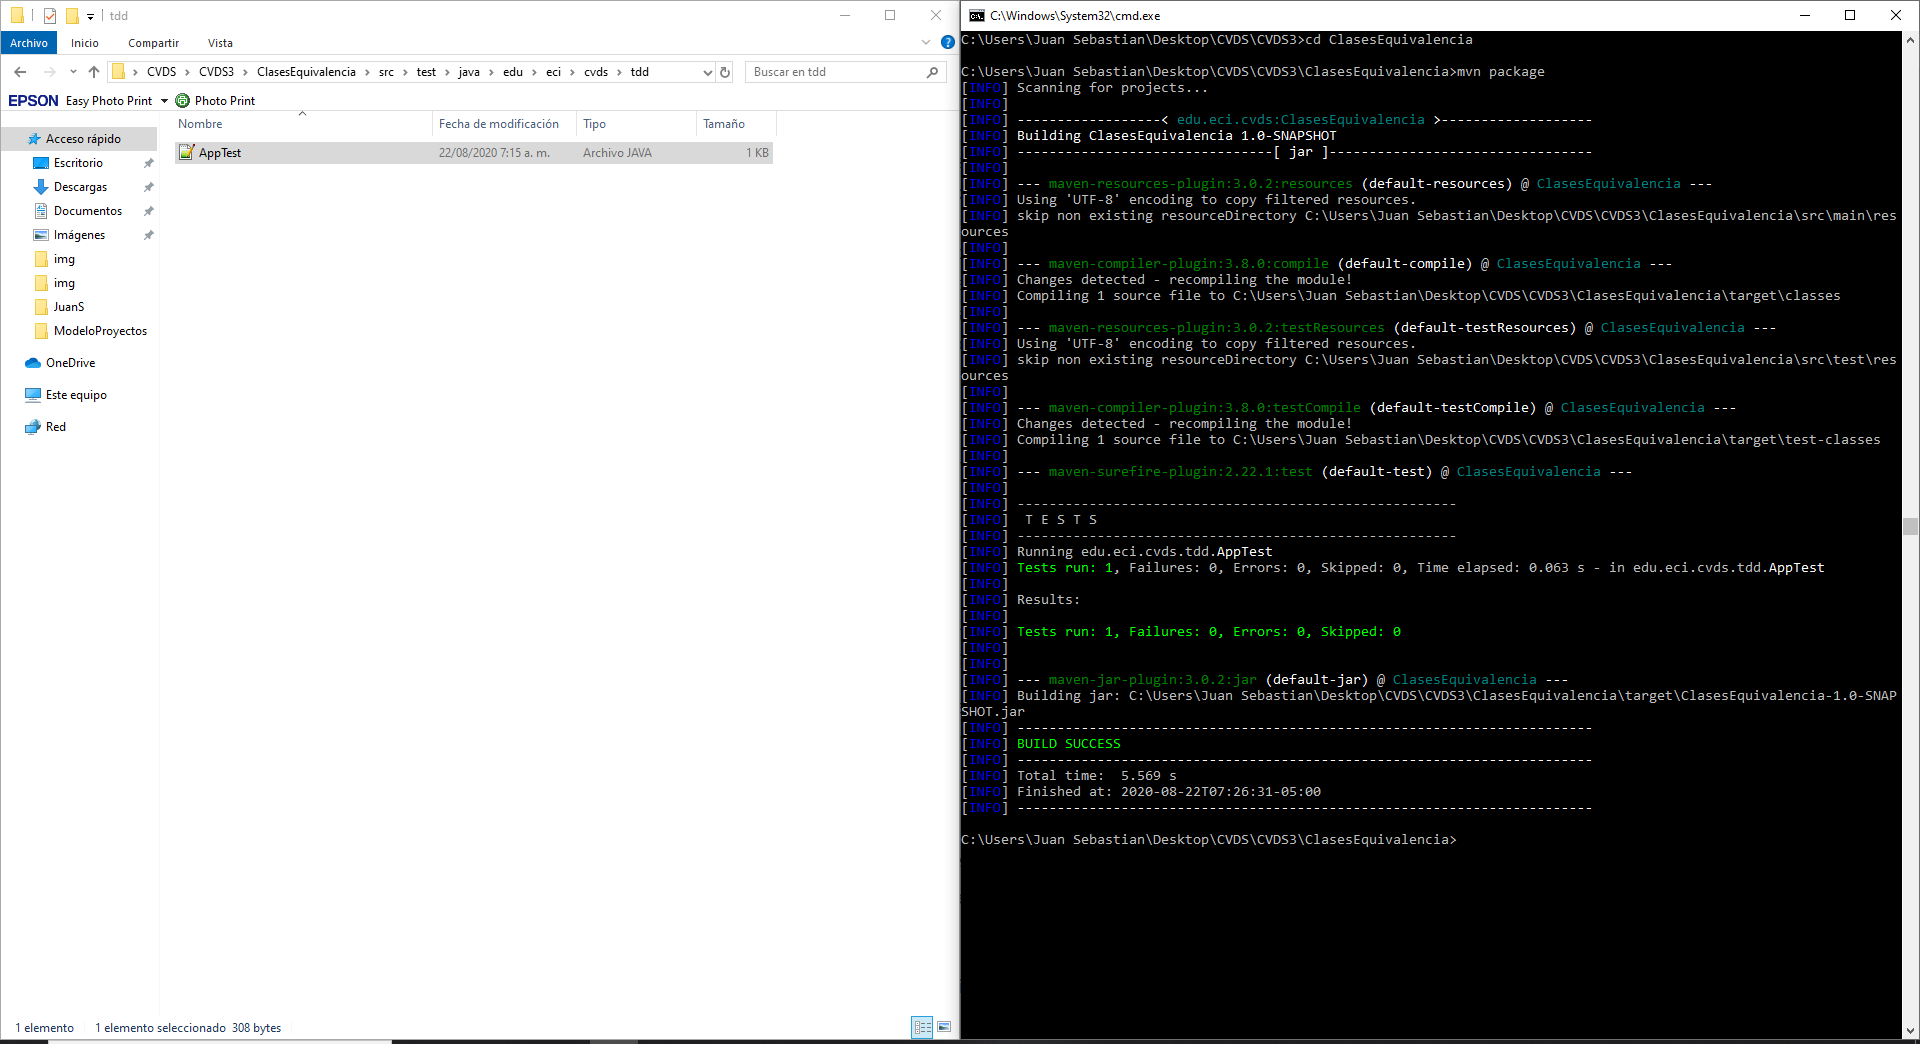 tdd
Archivo Inicio Compartir Vista
CVDS > CVDS3 > ClasesEquivalencia > src > test > java > edu > eci > cvds > tdd
Buscar en tdd
EPSON Easy Photo Print Photo Print
Nombre Fecha de modificación Tipo Tamaño
AppTest 22/08/2020 7:15 a. m. Archivo JAVA 1 KB
Acceso rápido
Escritorio
Descargas
Documentos
Imágenes
img
img
JuanS
ModeloProyectos
OneDrive
Este equipo
Red
1 elemento 1 elemento seleccionado 308 bytes
C:\Windows\System32\cmd.exe
C:\Users\Juan Sebastian\Desktop\CVDS\CVDS3>cd ClasesEquivalencia
C:\Users\Juan Sebastian\Desktop\CVDS\CVDS3\ClasesEquivalencia>mvn package
[INFO] Scanning for projects...
[INFO]
[INFO] ------------------< edu.eci.cvds:ClasesEquivalencia >-------------------
[INFO] Building ClasesEquivalencia 1.0-SNAPSHOT
[INFO] --------------------------------[ jar ]---------------------------------
[INFO]
[INFO] --- maven-resources-plugin:3.0.2:resources (default-resources) @ ClasesEquivalencia ---
[INFO] Using 'UTF-8' encoding to copy filtered resources.
[INFO] skip non existing resourceDirectory C:\Users\Juan Sebastian\Desktop\CVDS\CVDS3\ClasesEquivalencia\src\main\res
ources
[INFO]
[INFO] --- maven-compiler-plugin:3.8.0:compile (default-compile) @ ClasesEquivalencia ---
[INFO] Changes detected - recompiling the module!
[INFO] Compiling 1 source file to C:\Users\Juan Sebastian\Desktop\CVDS\CVDS3\ClasesEquivalencia\target\classes
[INFO]
[INFO] --- maven-resources-plugin:3.0.2:testResources (default-testResources) @ ClasesEquivalencia ---
[INFO] Using 'UTF-8' encoding to copy filtered resources.
[INFO] skip non existing resourceDirectory C:\Users\Juan Sebastian\Desktop\CVDS\CVDS3\ClasesEquivalencia\src\test\res
ources
[INFO]
[INFO] --- maven-compiler-plugin:3.8.0:testCompile (default-testCompile) @ ClasesEquivalencia ---
[INFO] Changes detected - recompiling the module!
[INFO] Compiling 1 source file to C:\Users\Juan Sebastian\Desktop\CVDS\CVDS3\ClasesEquivalencia\target\test-classes
[INFO]
[INFO] --- maven-surefire-plugin:2.22.1:test (default-test) @ ClasesEquivalencia ---
[INFO]
[INFO] -------------------------------------------------------
[INFO]  T E S T S
[INFO] -------------------------------------------------------
[INFO] Running edu.eci.cvds.tdd.AppTest
[INFO] Tests run: 1, Failures: 0, Errors: 0, Skipped: 0, Time elapsed: 0.063 s - in edu.eci.cvds.tdd.AppTest
[INFO]
[INFO] Results:
[INFO]
[INFO] Tests run: 1, Failures: 0, Errors: 0, Skipped: 0
[INFO]
[INFO]
[INFO] --- maven-jar-plugin:3.0.2:jar (default-jar) @ ClasesEquivalencia ---
[INFO] Building jar: C:\Users\Juan Sebastian\Desktop\CVDS\CVDS3\ClasesEquivalencia\target\ClasesEquivalencia-1.0-SNAP
SHOT.jar
[INFO] ------------------------------------------------------------------------
[INFO] BUILD SUCCESS
[INFO] ------------------------------------------------------------------------
[INFO] Total time:  5.569 s
[INFO] Finished at: 2020-08-22T07:26:31-05:00
[INFO] ------------------------------------------------------------------------
C:\Users\Juan Sebastian\Desktop\CVDS\CVDS3\ClasesEquivalencia>